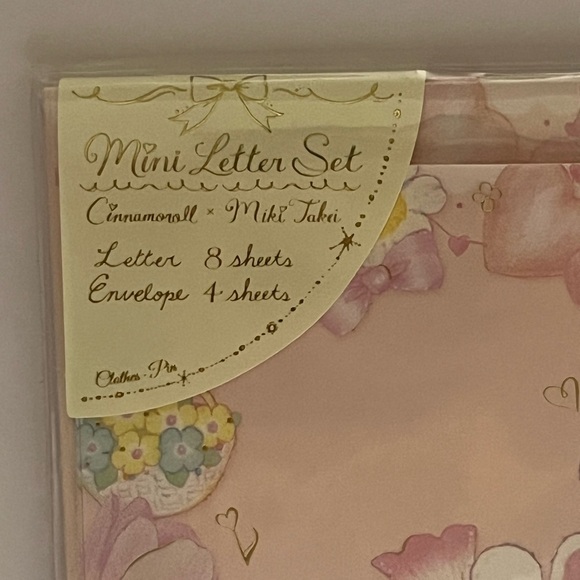 Mini Letter Set
Cinnamoroll × Miki Takei
Letter 8 sheets
Envelope 4 sheets
Clothes-Pin